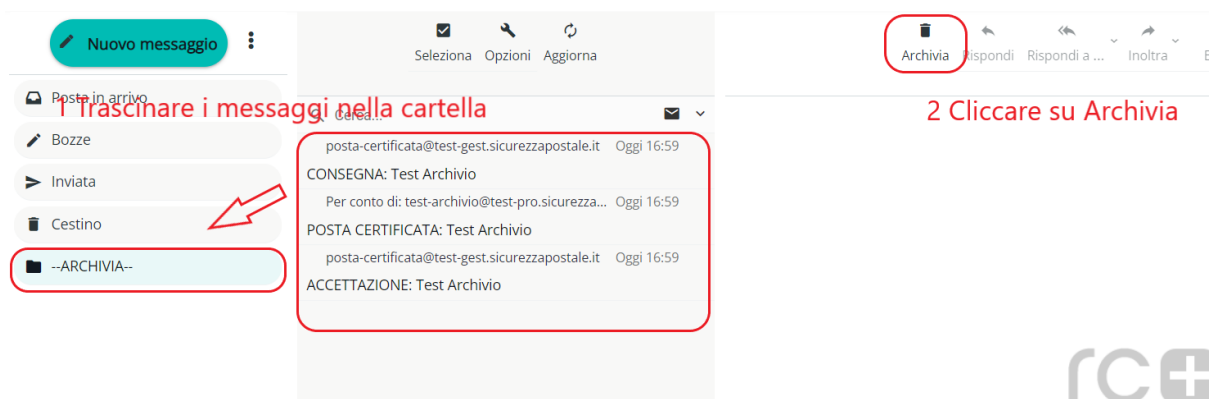 Nuovo messaggio
Posta in arrivo
Bozze
Inviata
Cestino
--ARCHIVIA--
1 Trascinare i messaggi nella cartella
Seleziona Opzioni Aggiorna
Cerca...
posta-certificata@test-gest.sicurezzapostale.it Oggi 16:59
CONSEGNA: Test Archivio
Per conto di: test-archivio@test-pro.sicurezza... Oggi 16:59
POSTA CERTIFICATA: Test Archivio
posta-certificata@test-gest.sicurezzapostale.it Oggi 16:59
ACCETTAZIONE: Test Archivio
Archivia Rispondi Rispondi a ... Inoltra
2 Cliccare su Archivia
rc